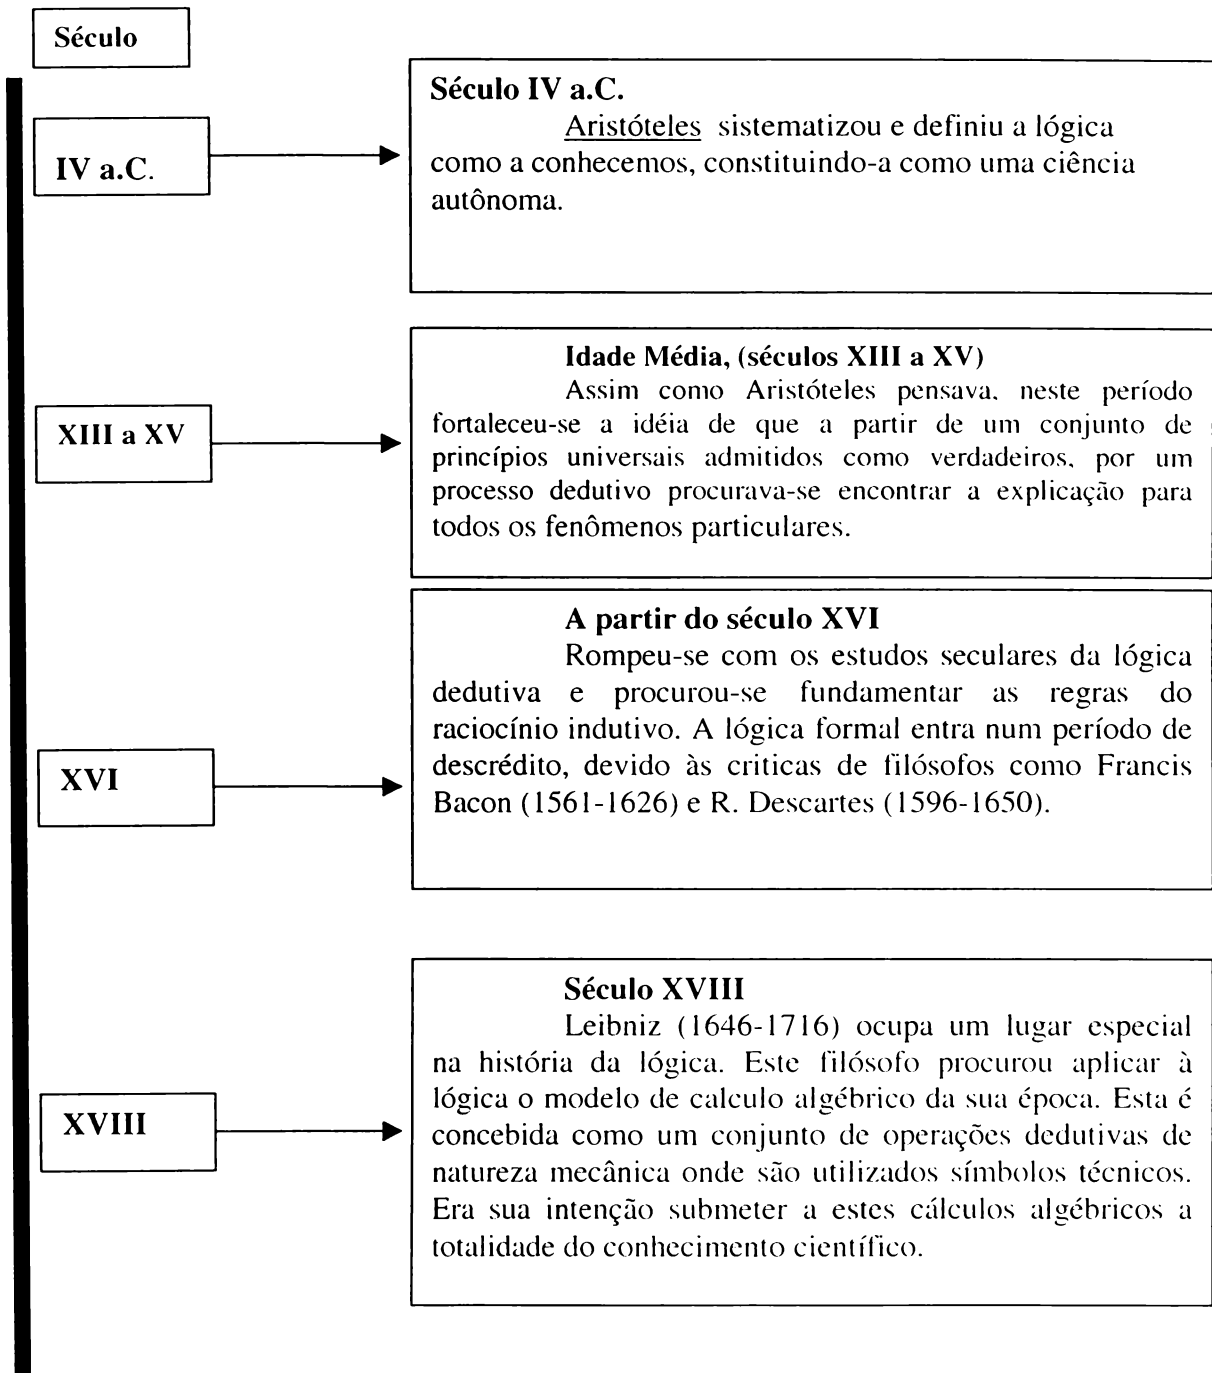 Século
IV a.C.
Século IV a.C.
Aristóteles sistematizou e definiu a lógica
como a conhecemos, constituindo-a como uma ciência
autônoma.
XIII a XV
Idade Média, (séculos XIII a XV)
Assim como Aristóteles pensava, neste período
fortaleceu-se a idéia de que a partir de um conjunto de
princípios universais admitidos como verdadeiros, por um
processo dedutivo procurava-se encontrar a explicação para
todos os fenômenos particulares.
XVI
A partir do século XVI
Rompeu-se com os estudos seculares da lógica
dedutiva e procurou-se fundamentar as regras do
raciocínio indutivo. A lógica formal entra num período de
descrédito, devido às criticas de filósofos como Francis
Bacon (1561-1626) e R. Descartes (1596-1650).
XVIII
Século XVIII
Leibniz (1646-1716) ocupa um lugar especial
na história da lógica. Este filósofo procurou aplicar à
lógica o modelo de calculo algébrico da sua época. Esta é
concebida como um conjunto de operações dedutivas de
natureza mecânica onde são utilizados símbolos técnicos.
Era sua intenção submeter a estes cálculos algébricos a
totalidade do conhecimento científico.